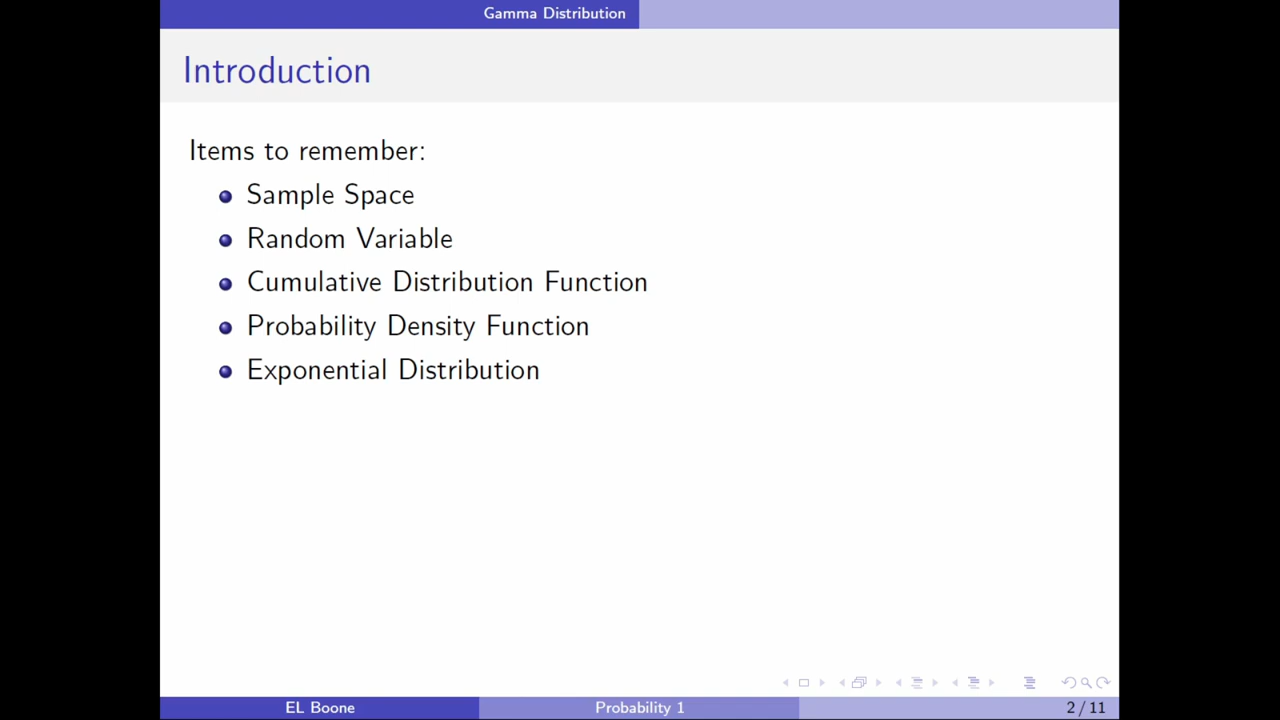 Gamma Distribution
Introduction
Items to remember:
Sample Space
Random Variable
Cumulative Distribution Function
Probability Density Function
Exponential Distribution
EL Boone
Probability 1
2 / 11